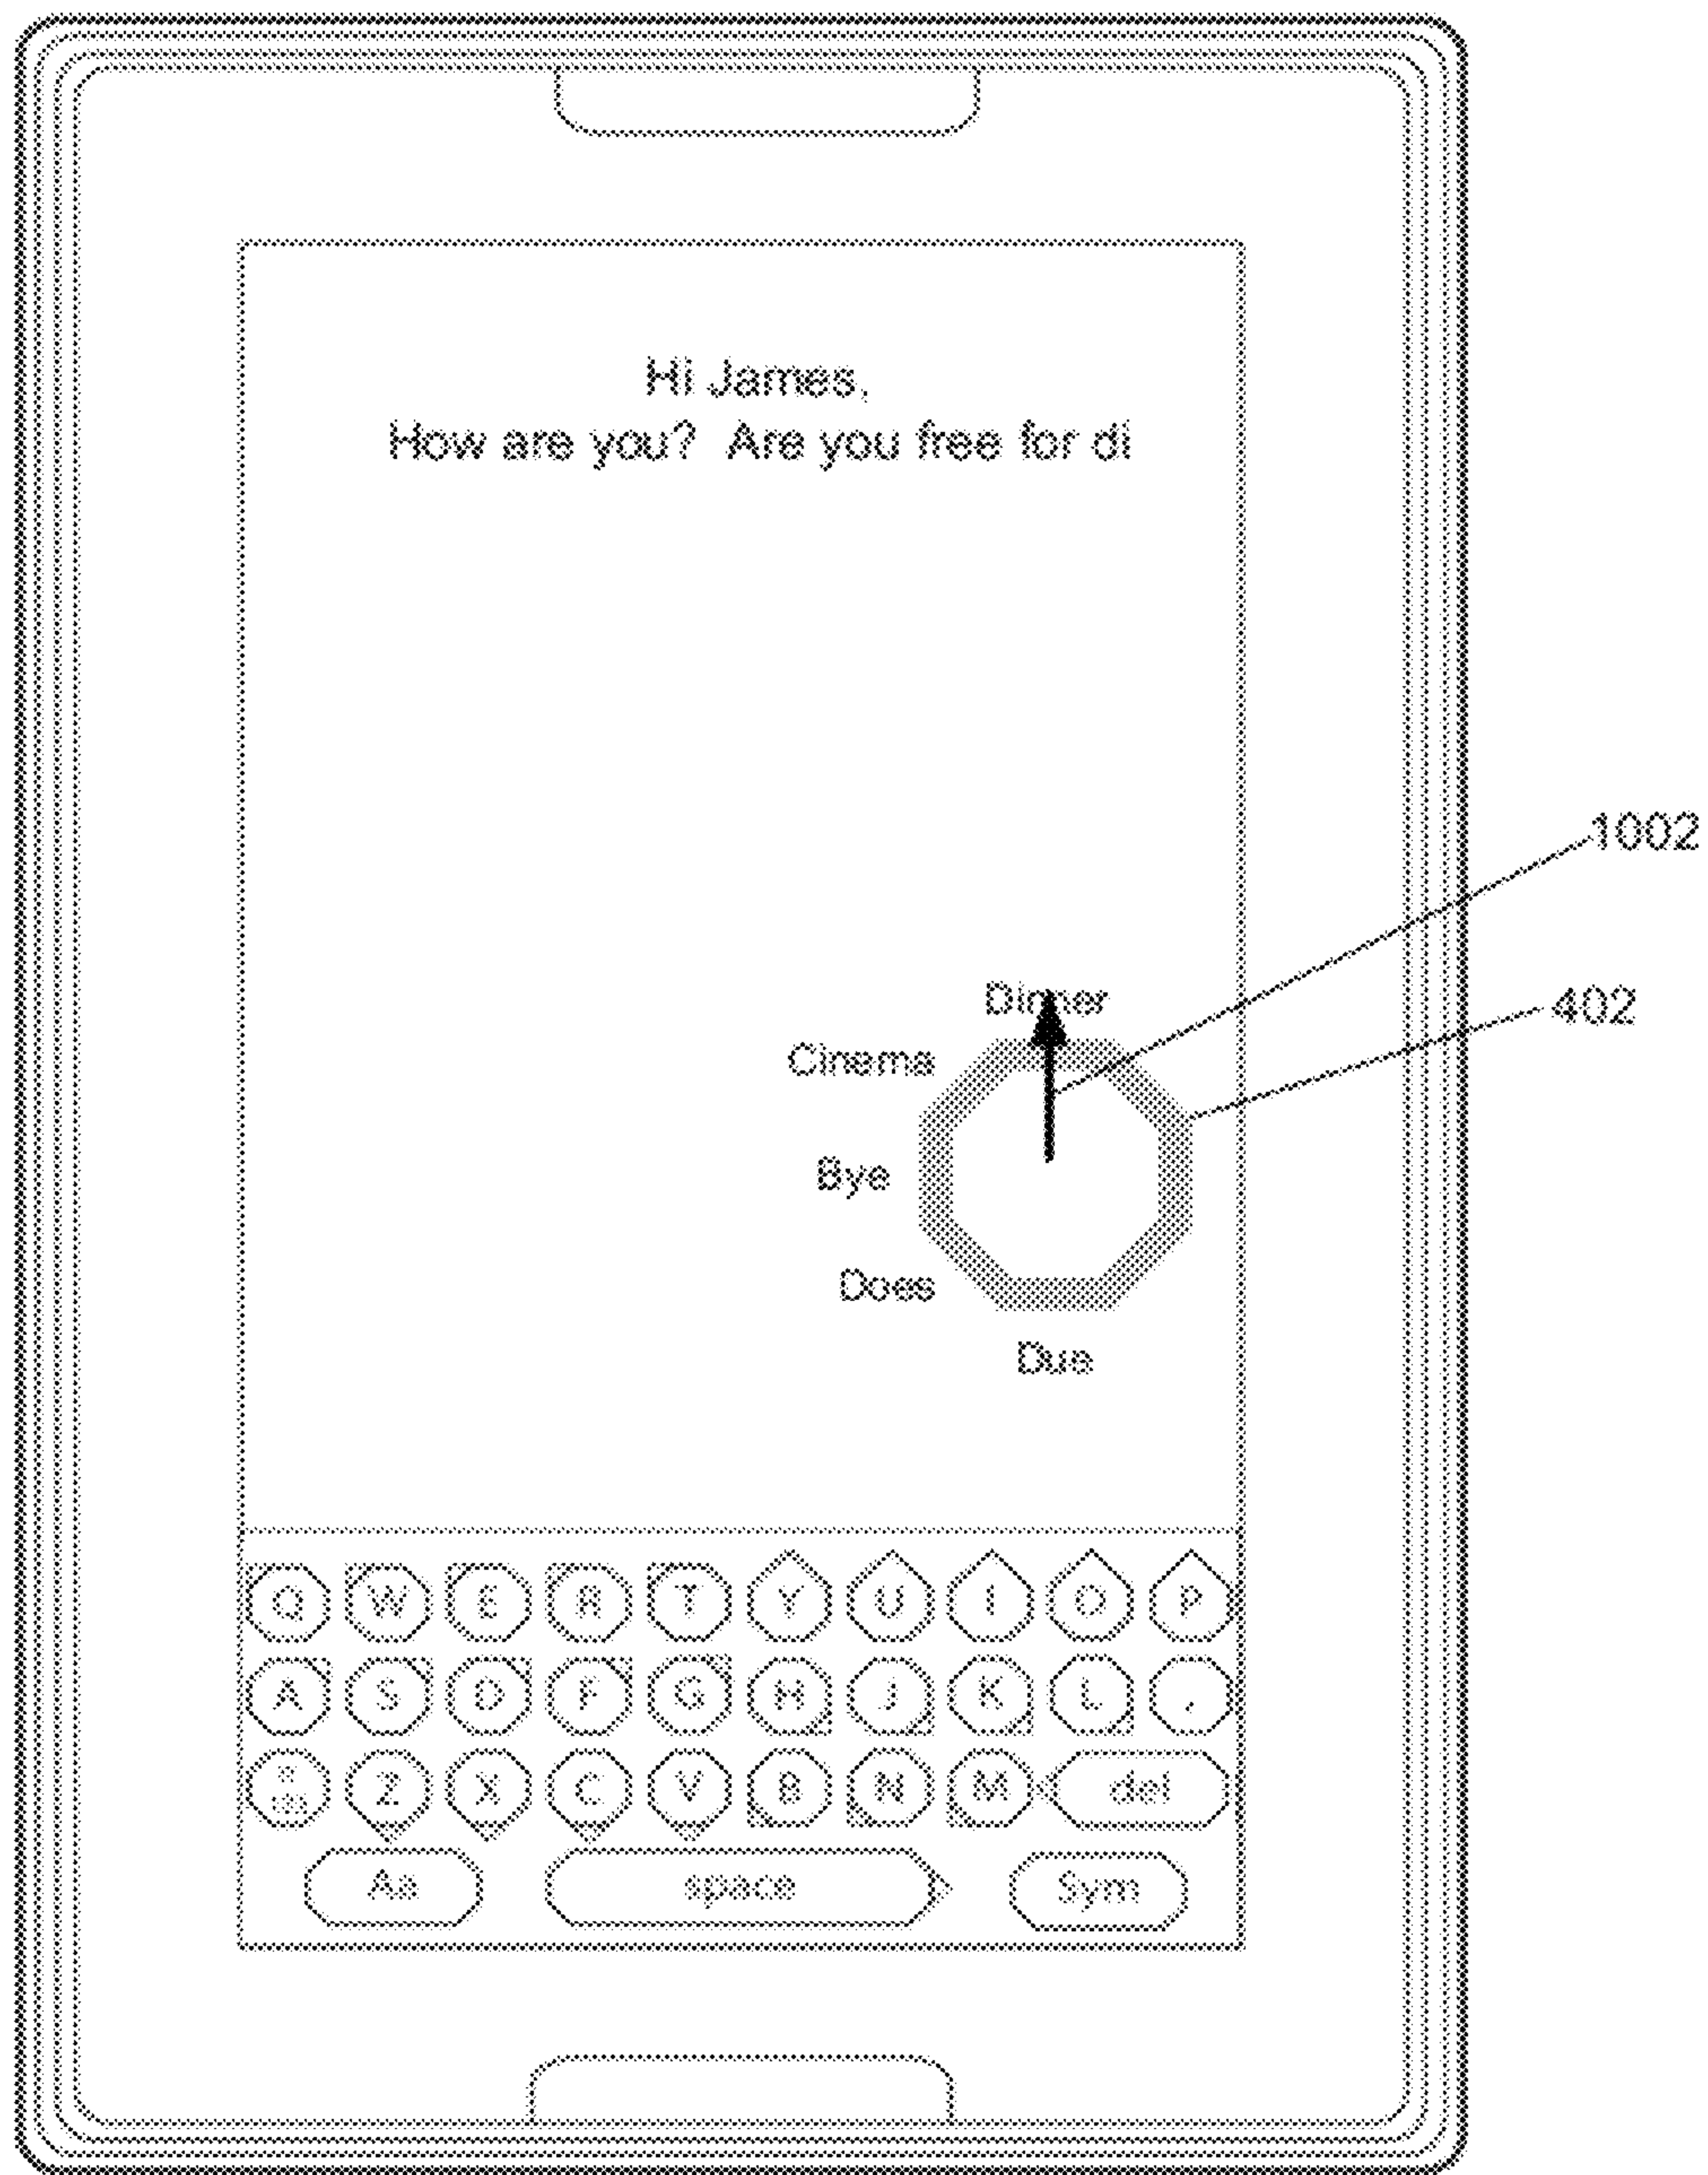 Hi James,
How are you?  Are you free for di
1002
Dinner
402
Cinema
Bye
Does
Due
Q W E R T Y U I O P
A S D F G H J K L ,
Z X C V B N M del
Aa space Sym